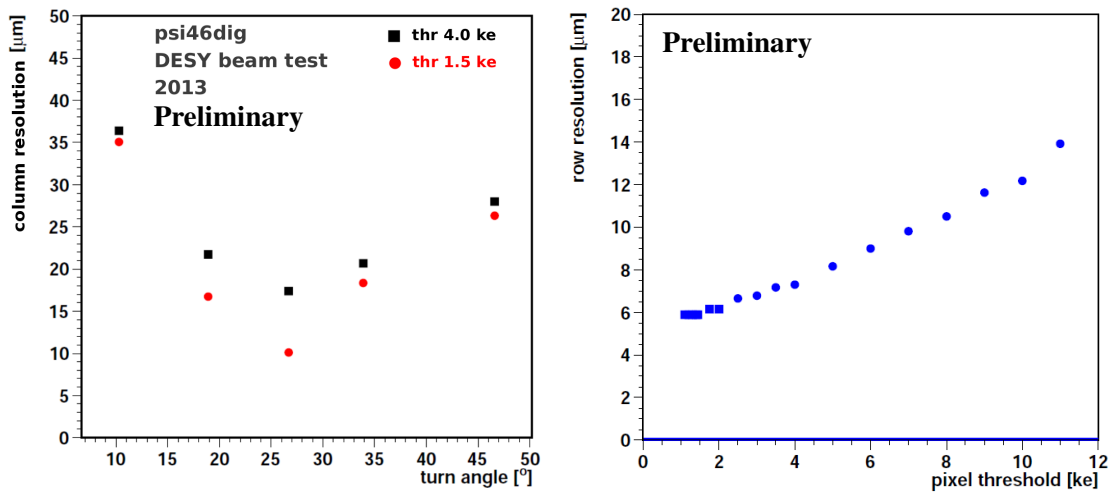 column resolution [μm]
50
45
40
35
30
25
20
15
10
5
0
psi46dig
DESY beam test
2013
Preliminary
thr 4.0 ke
thr 1.5 ke
10 15 20 25 30 35 40 45 50
turn angle [°]
row resolution [μm]
20
18
16
14
12
10
8
6
4
2
0
Preliminary
0 2 4 6 8 10 12
pixel threshold [ke]